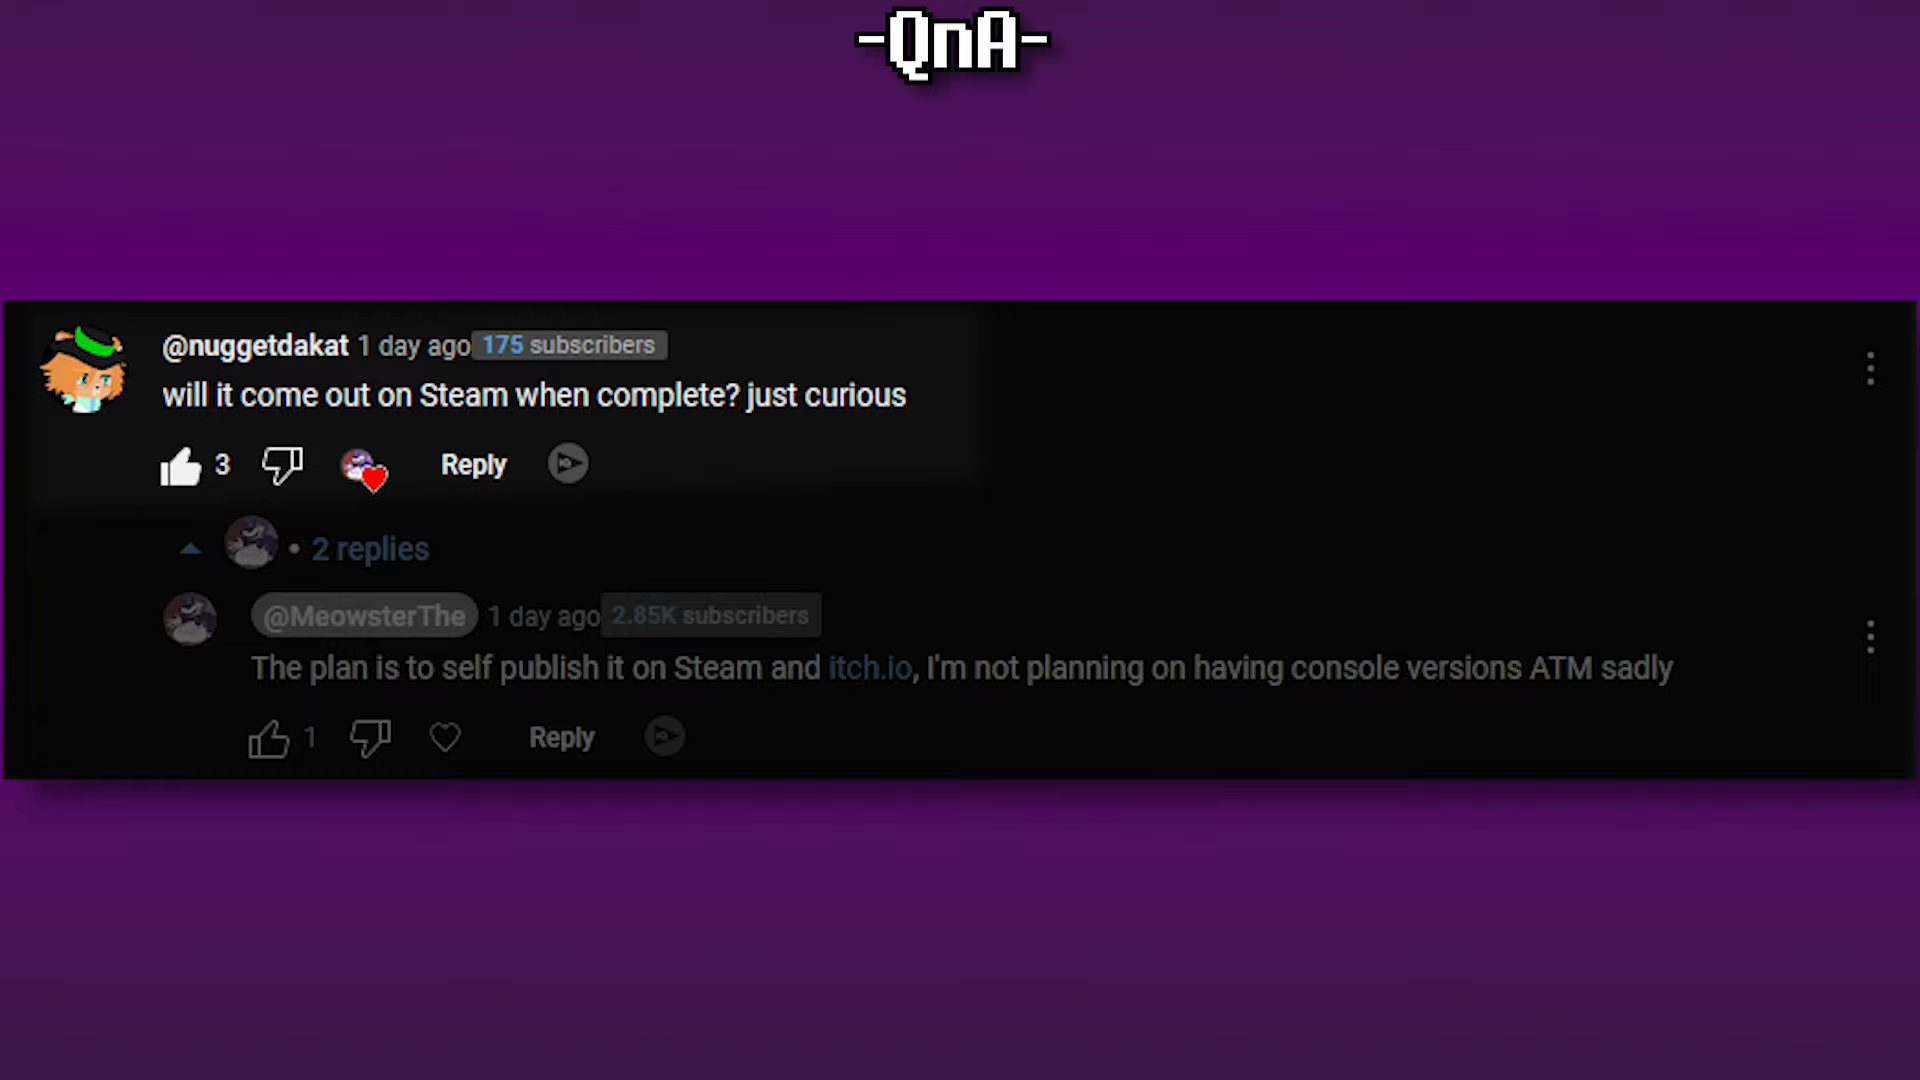 -QnA-
@nuggetdakat 1 day ago 175 subscribers
will it come out on Steam when complete? just curious
3 Reply
• 2 replies
@MeowsterThe 1 day ago 2.85K subscribers
The plan is to self publish it on Steam and itch.io, I'm not planning on having console versions ATM sadly
1 Reply